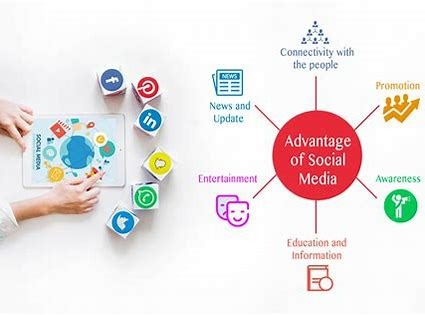 Connectivity with
the people
NEWS
News and
Update
Promotion
Advantage
of Social
Media
Entertainment
Awareness
Education and
Information
SOCIAL MEDIA
in